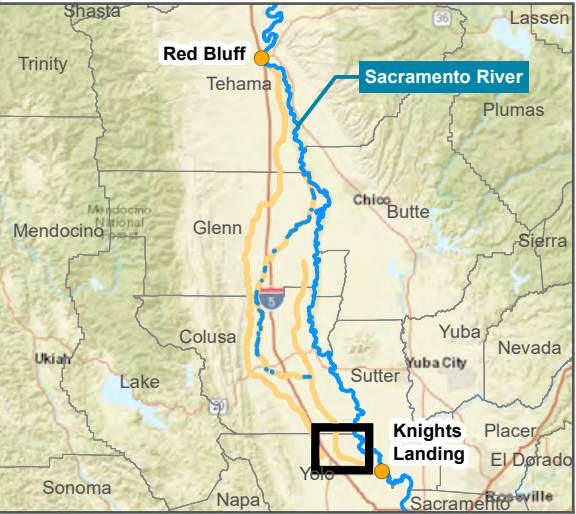 Shasta
36
Lassen
Red Bluff
Trinity
Sacramento River
Tehama
Plumas
Chico
Mendocino
National
Butte
Glenn
Mendocino
Sierra
5
Colusa
Yuba
Nevada
Ukiah
Yuba City
Lake
Sutter
20
Knights
Landing
Placer
El Dorado
Yolo
Sonoma
Napa
Sacramento
Roseville